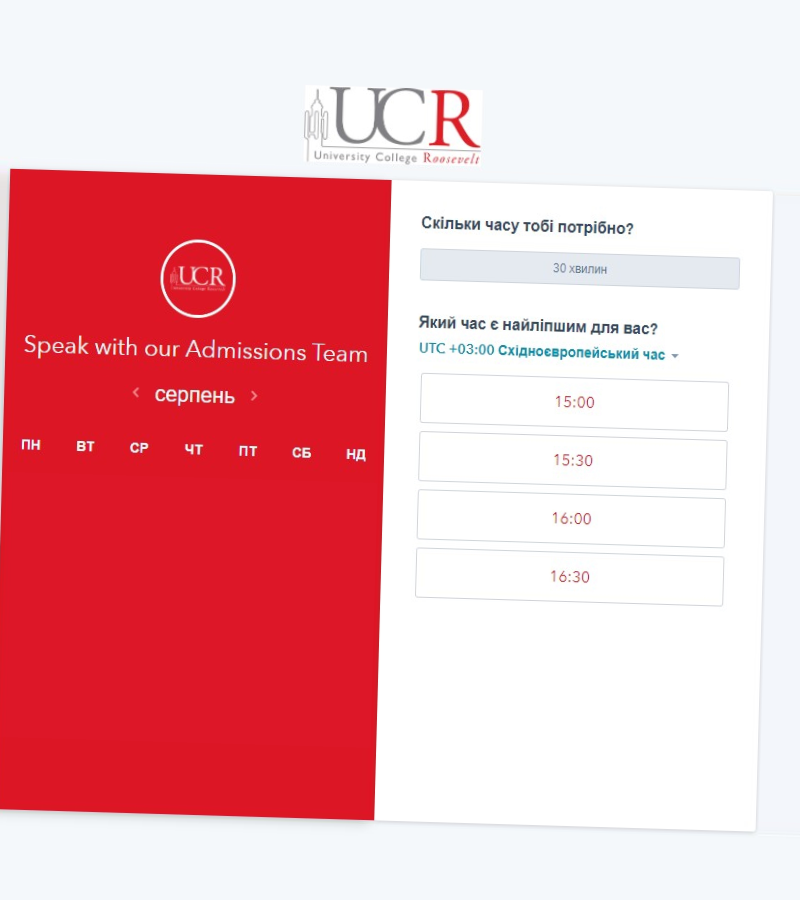 UCR
University College Roosevelt
UCR
University College Roosevelt
Speak with our Admissions Team
серпень
ПН ВТ СР ЧТ ПТ СБ НД
Скільки часу тобі потрібно?
30 хвилин
Який час є найліпшим для вас?
UTC +03:00 Східноєвропейський час
15:00
15:30
16:00
16:30